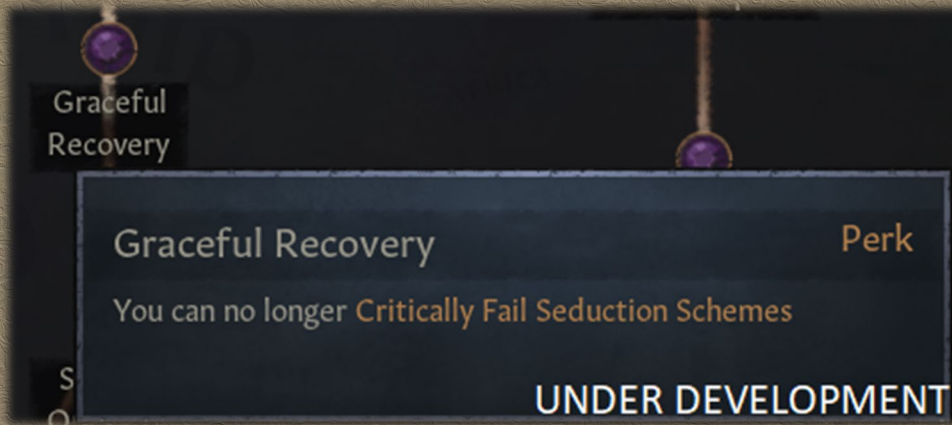 Graceful
Recovery
Graceful Recovery
Perk
You can no longer Critically Fail Seduction Schemes
S
O
UNDER DEVELOPMENT